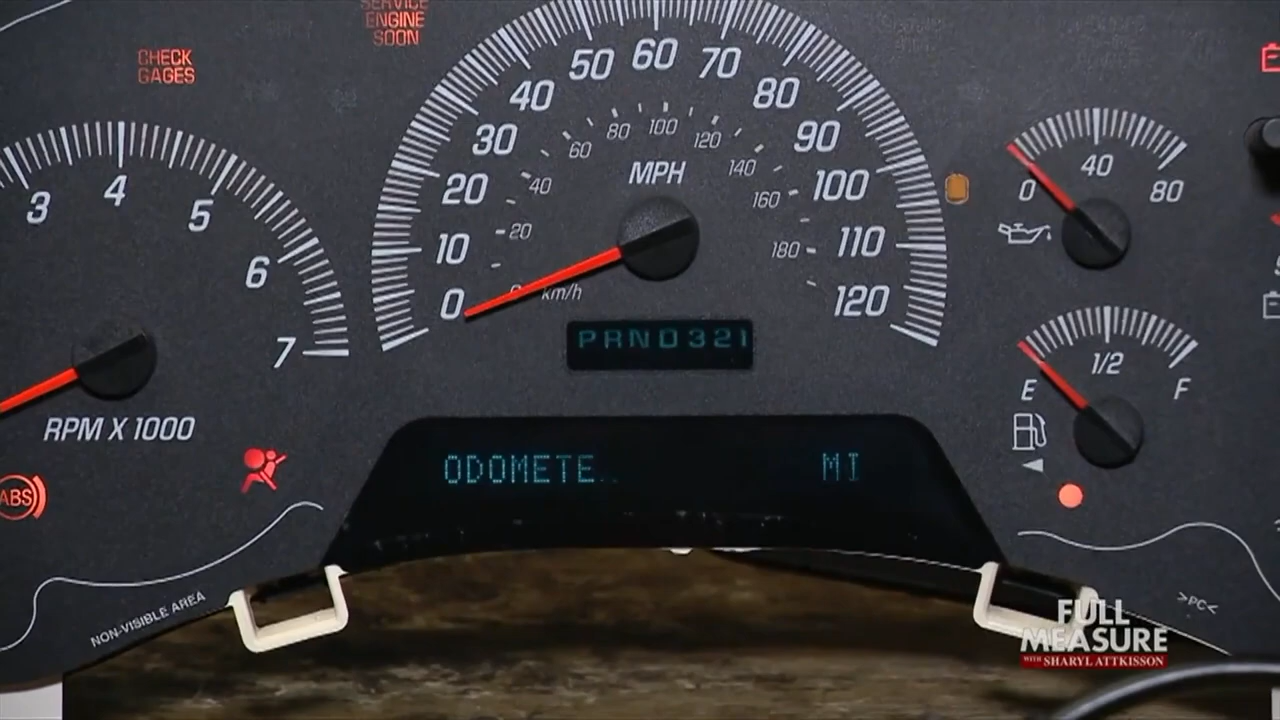 SERVICE
ENGINE
SOON
CHECK
GAGES
3 4 5 6 7
RPM X 1000
0 10 20 30 40 50 60 70 80 90 100 110 120
MPH
20 40 60 80 100 120 140 160 180
km/h
PRND321
ODOMETE
MI
0 40 80
E 1/2 F
ABS
NON-VISIBLE AREA
>PC<
FULL
MEASURE
WITH SHARYL ATTKISSON